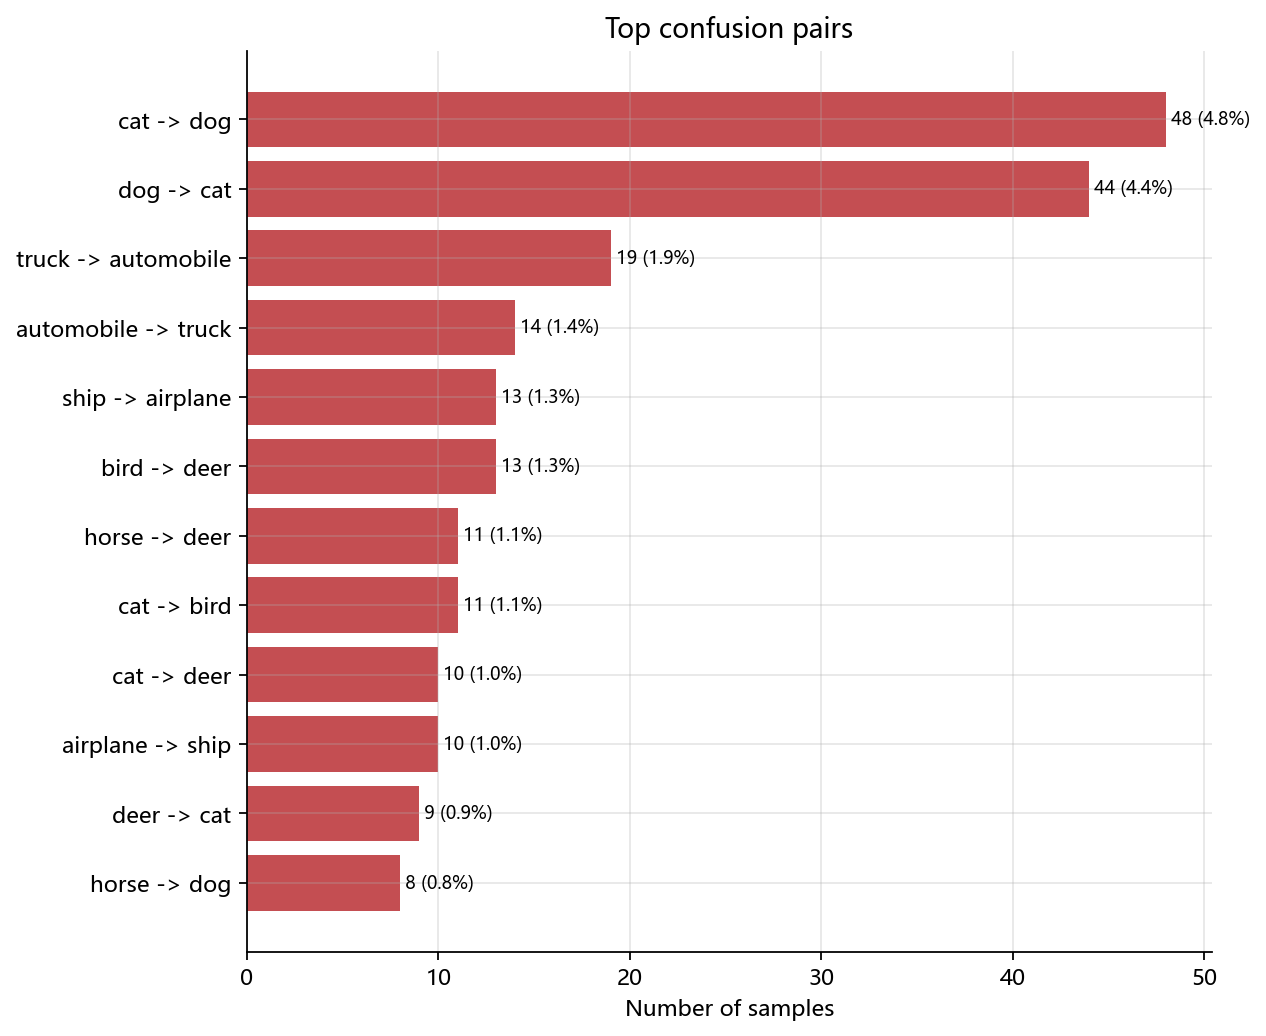 Top confusion pairs
cat -> dog 48 (4.8%)
dog -> cat 44 (4.4%)
truck -> automobile 19 (1.9%)
automobile -> truck 14 (1.4%)
ship -> airplane 13 (1.3%)
bird -> deer 13 (1.3%)
horse -> deer 11 (1.1%)
cat -> bird 11 (1.1%)
cat -> deer 10 (1.0%)
airplane -> ship 10 (1.0%)
deer -> cat 9 (0.9%)
horse -> dog 8 (0.8%)
0 10 20 30 40 50
Number of samples